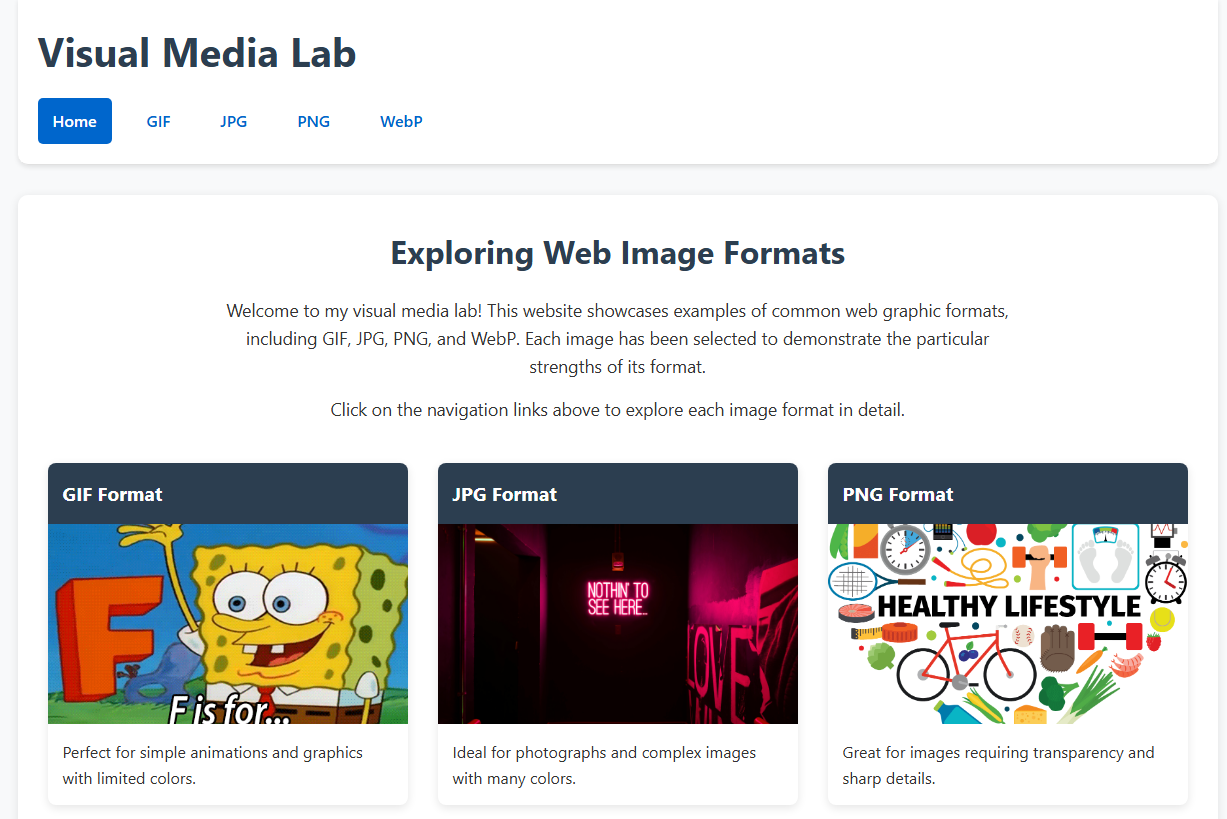 Visual Media Lab
Home GIF JPG PNG WebP
Exploring Web Image Formats
Welcome to my visual media lab! This website showcases examples of common web graphic formats,
including GIF, JPG, PNG, and WebP. Each image has been selected to demonstrate the particular
strengths of its format.
Click on the navigation links above to explore each image format in detail.
GIF Format
F
F is for...
Perfect for simple animations and graphics
with limited colors.
JPG Format
NOTHIN' TO
SEE HERE..
LOVE
Ideal for photographs and complex images
with many colors.
PNG Format
HEALTHY LIFESTYLE
Great for images requiring transparency and
sharp details.